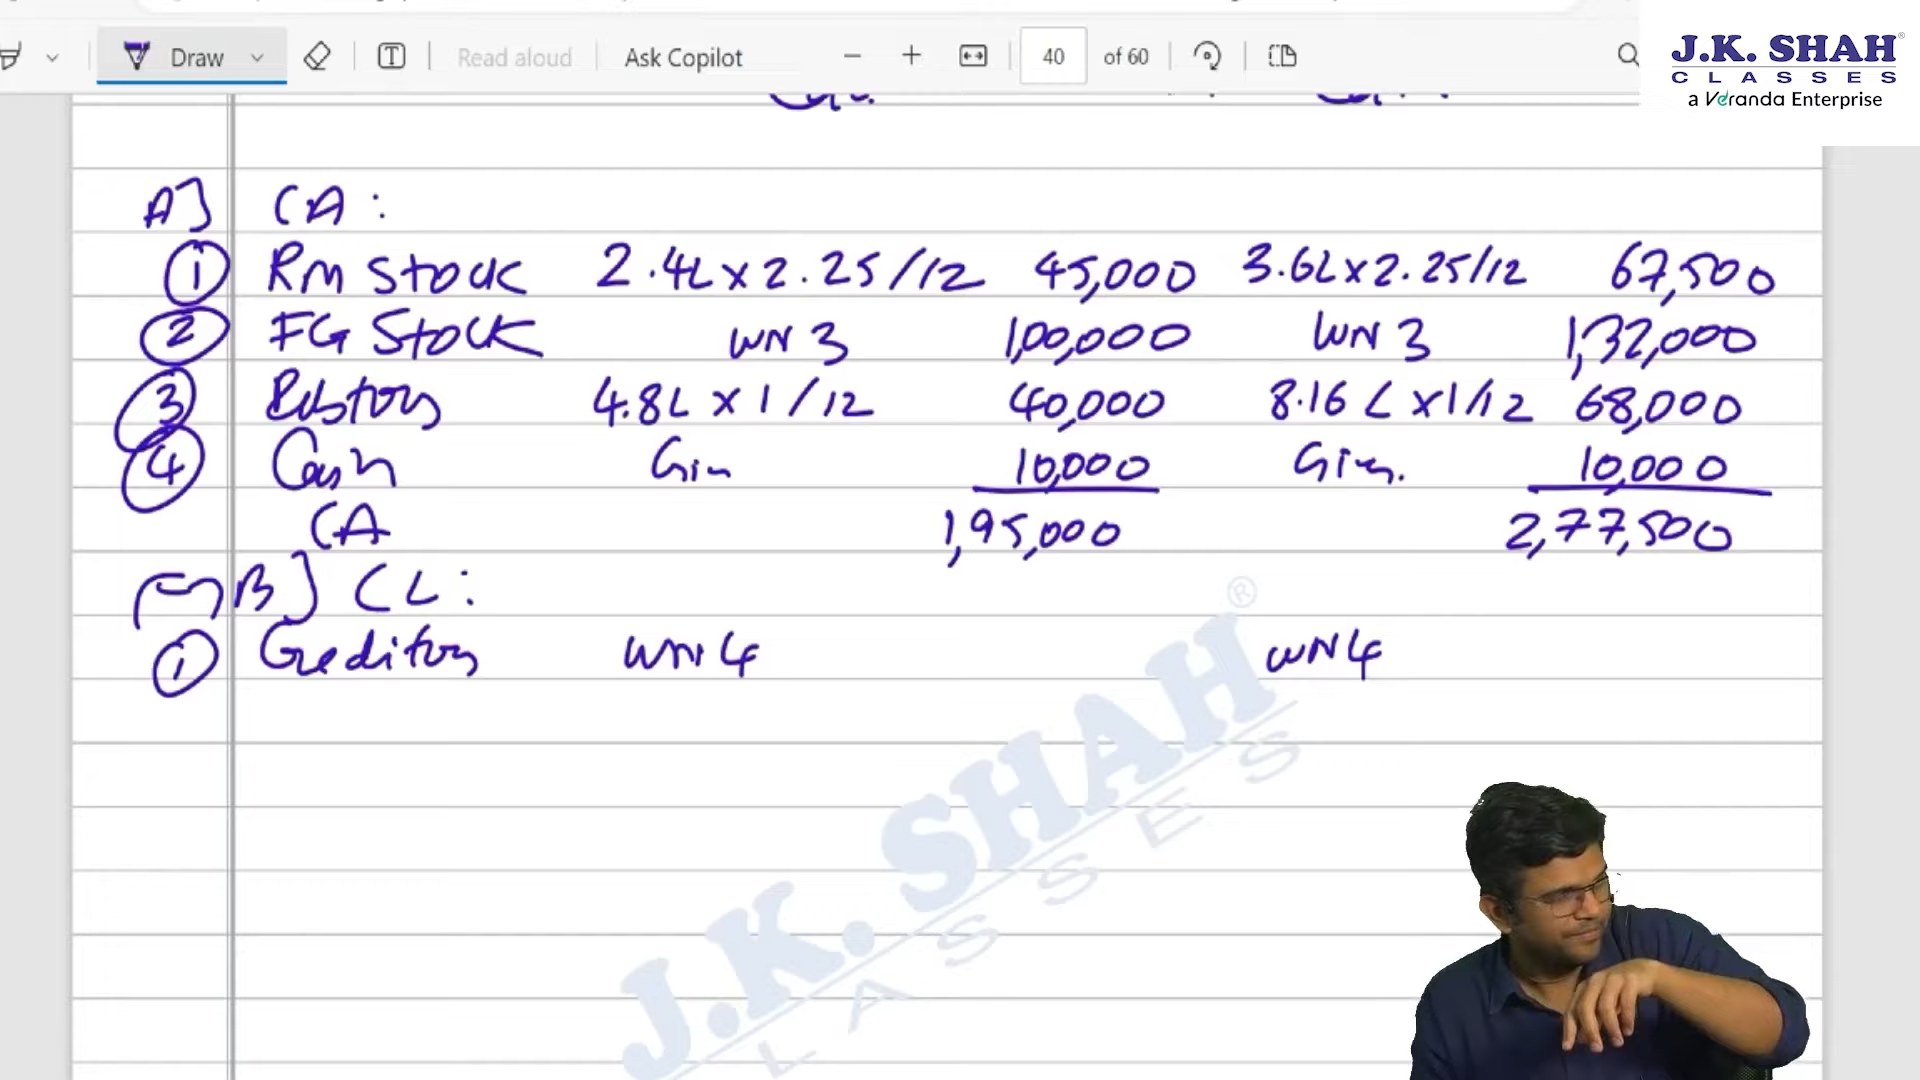 Draw Read aloud Ask Copilot 40 of 60
J.K. SHAH®
CLASSES
a Veranda Enterprise
A] CA:
① RM Stock 2.4L x 2.25/12 45,000 3.6L x 2.25/12 67,500
② FG Stock WN 3 1,00,000 WN 3 1,32,000
③ 4.8L x 1/12 40,000 8.16L x 1/12 68,000
④ Cash 10,000 Given. 10,000
CA 1,95,000 2,77,500
B] CL:
① Creditors WN 4 WN 4
J.K. SHAH®
CLASSES